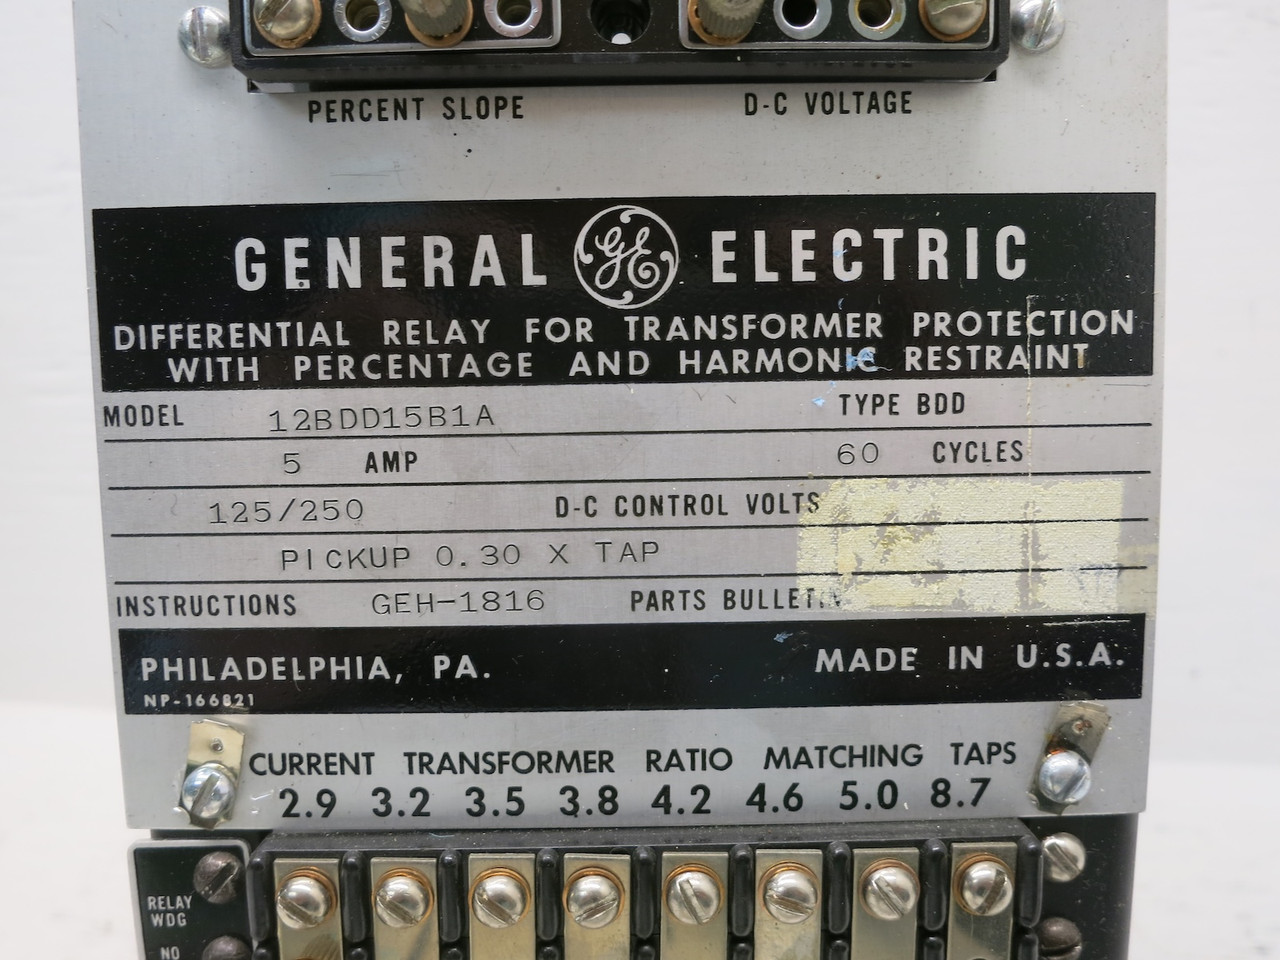 PERCENT SLOPE D-C VOLTAGE
GENERAL GE ELECTRIC
DIFFERENTIAL RELAY FOR TRANSFORMER PROTECTION
WITH PERCENTAGE AND HARMONIC RESTRAINT
MODEL 12BDD15B1A TYPE BDD
5 AMP 60 CYCLES
125/250 D-C CONTROL VOLTS
PICKUP 0.30 X TAP
INSTRUCTIONS GEH-1816 PARTS BULLETIN
PHILADELPHIA, PA. MADE IN U.S.A.
NP-166821
CURRENT TRANSFORMER RATIO MATCHING TAPS
2.9 3.2 3.5 3.8 4.2 4.6 5.0 8.7
RELAY
WDG
NO